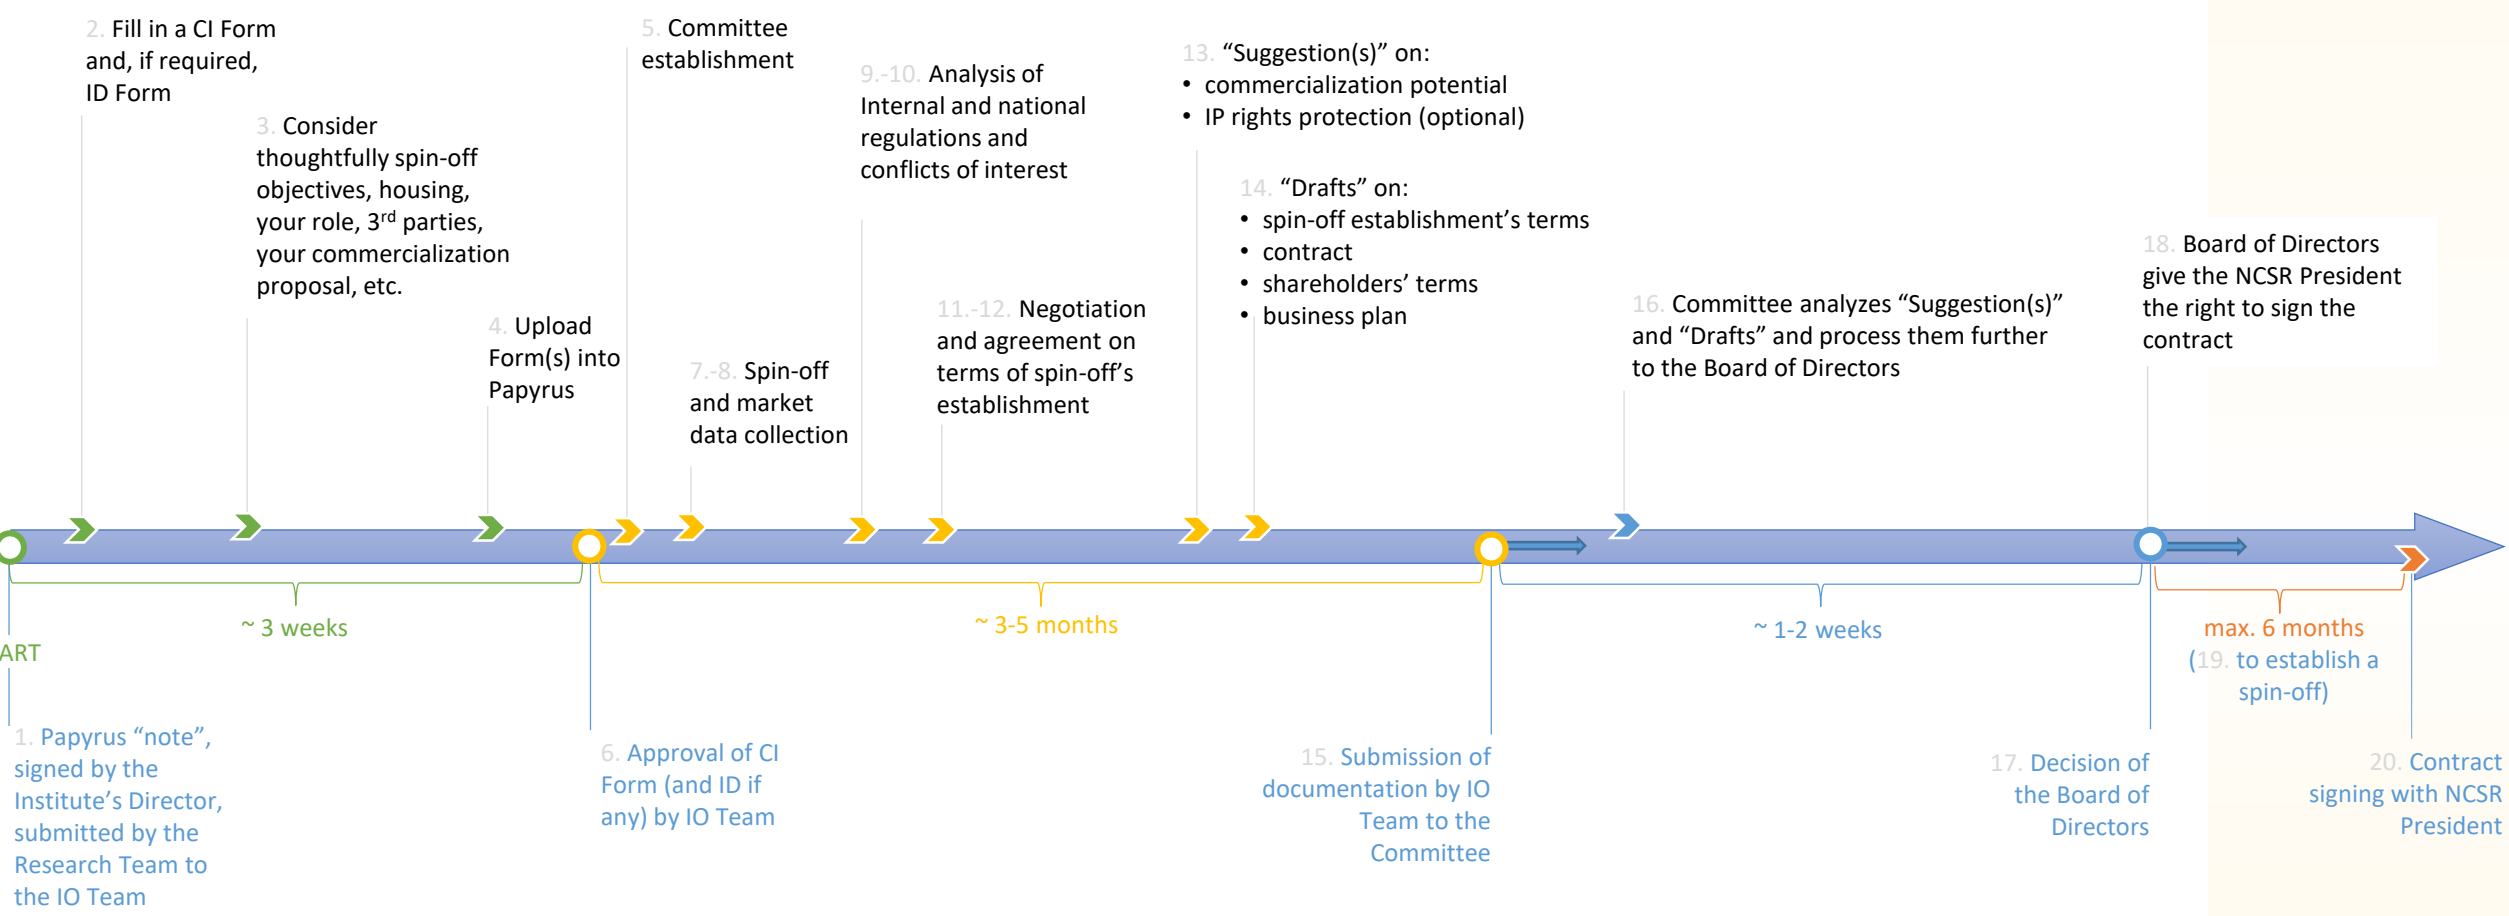 2. Fill in a CI Form
and, if required,
ID Form
3. Consider
thoughtfully spin-off
objectives, housing,
your role, 3rd parties,
your commercialization
proposal, etc.
4. Upload
Form(s) into
Papyrus
5. Committee
establishment
7.-8. Spin-off
and market
data collection
9.-10. Analysis of
Internal and national
regulations and
conflicts of interest
11.-12. Negotiation
and agreement on
terms of spin-off’s
establishment
13. “Suggestion(s)” on:
• commercialization potential
• IP rights protection (optional)
14. “Drafts” on:
• spin-off establishment’s terms
• contract
• shareholders’ terms
• business plan
16. Committee analyzes “Suggestion(s)”
and “Drafts” and process them further
to the Board of Directors
18. Board of Directors
give the NCSR President
the right to sign the
contract
~ 3 weeks
~ 3-5 months
~ 1-2 weeks
max. 6 months
(19. to establish a
spin-off)
ART
1. Papyrus “note”,
signed by the
Institute’s Director,
submitted by the
Research Team to
the IO Team
6. Approval of CI
Form (and ID if
any) by IO Team
15. Submission of
documentation by IO
Team to the
Committee
17. Decision of
the Board of
Directors
20. Contract
signing with NCSR
President